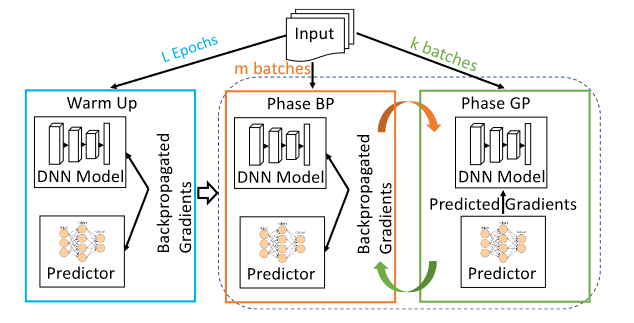 Input
L Epochs
m batches
k batches
Warm Up
DNN Model
Predictor
Backpropagated
Gradients
Phase BP
DNN Model
Predictor
Backpropagated
Gradients
Phase GP
DNN Model
Predicted Gradients
Predictor